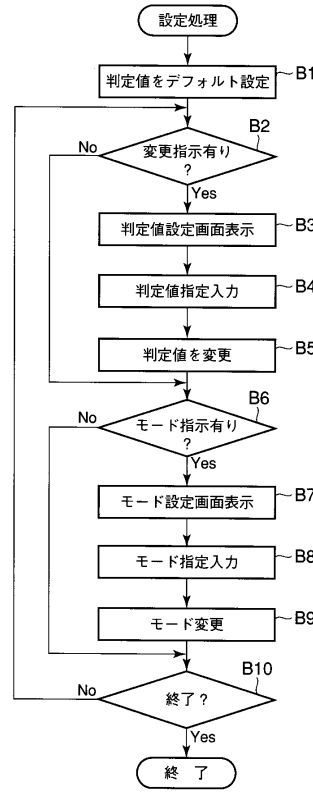 設定処理
判定値をデフォルト設定
B1
変更指示有り
?
B2
No
Yes
判定値設定画面表示
B3
判定値指定入力
B4
判定値を変更
B5
モード指示有り
?
B6
No
Yes
モード設定画面表示
B7
モード指定入力
B8
モード変更
B9
終了?
B10
No
Yes
終 了